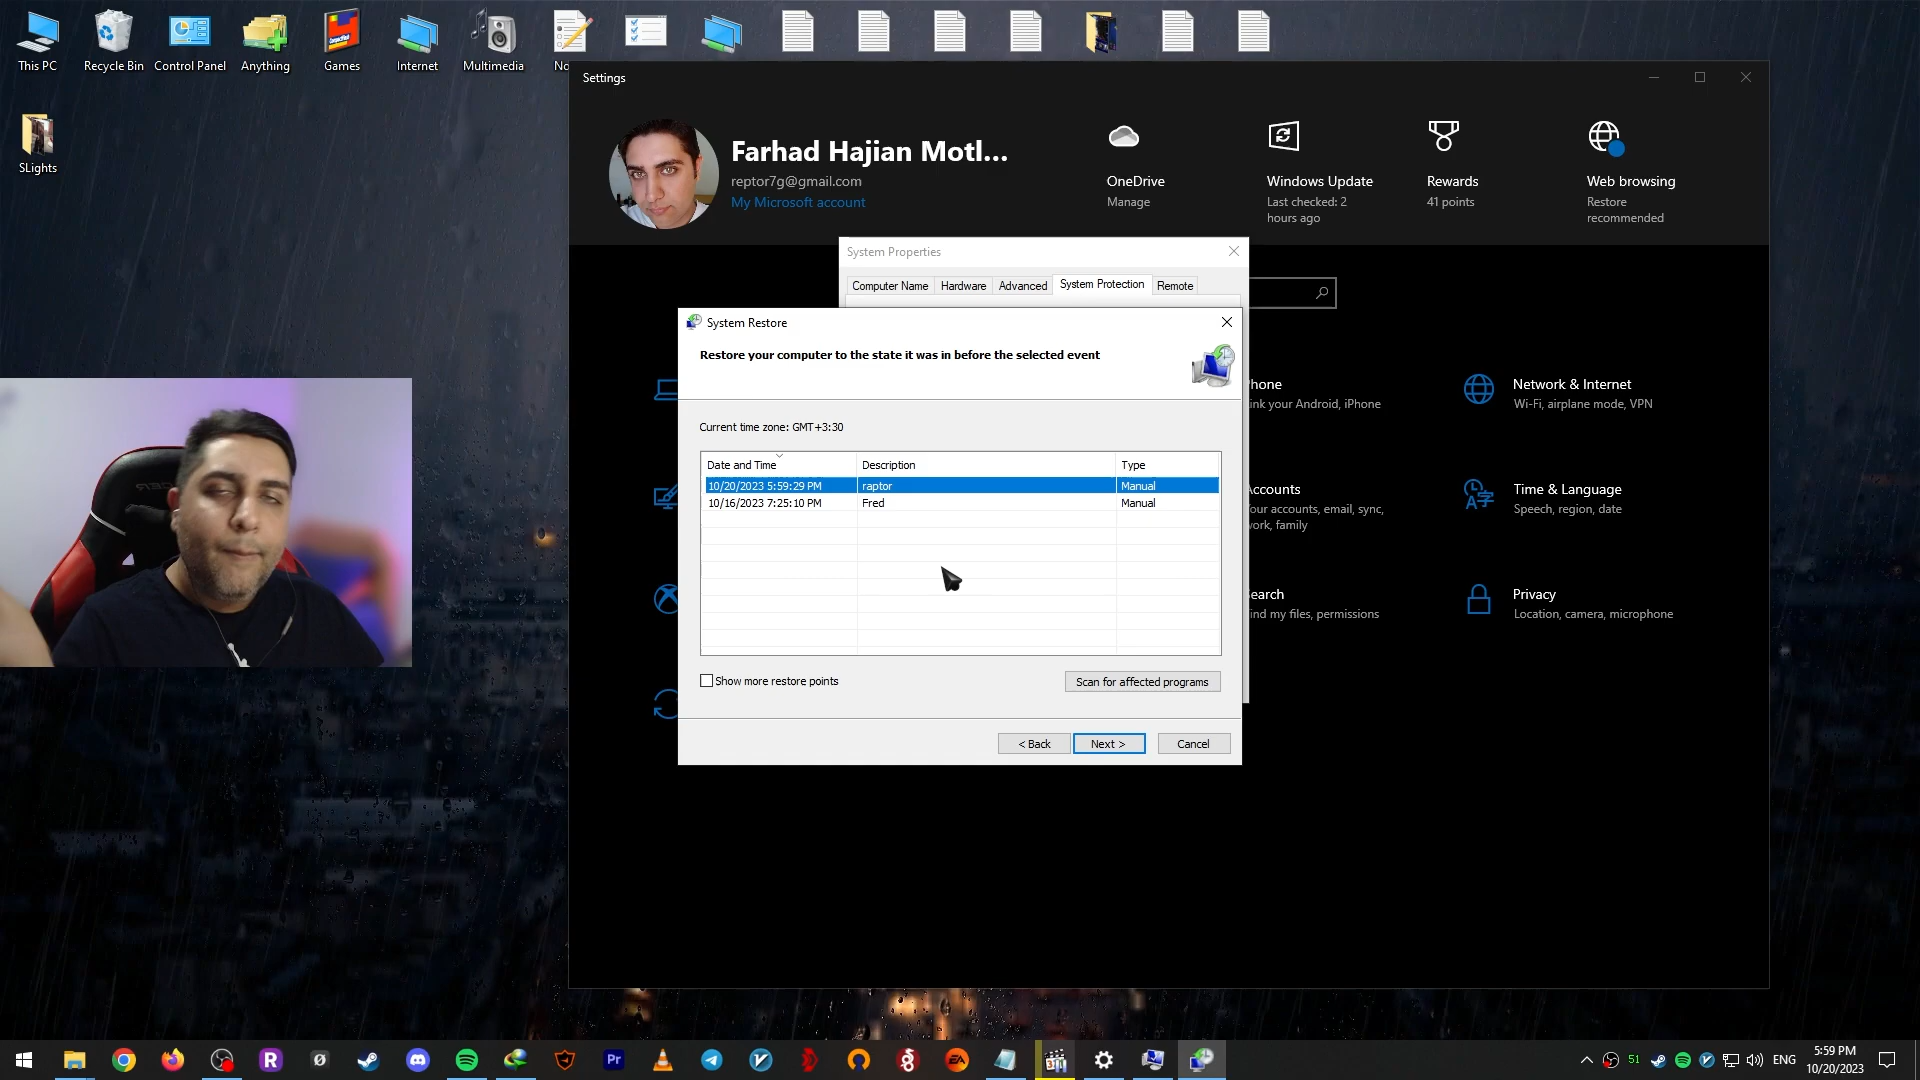 This PC
Recycle Bin
Control Panel
Anything
Games
Internet
Multimedia
SLights
Settings
Farhad Hajian Motl...
reptor7g@gmail.com
My Microsoft account
OneDrive
Manage
Windows Update
Last checked: 2
hours ago
Rewards
41 points
Web browsing
Restore
recommended
System Properties
Computer Name
Hardware
Advanced
System Protection
Remote
System Restore
Restore your computer to the state it was in before the selected event
Current time zone: GMT+3:30
Date and Time Description Type
10/20/2023 5:59:29 PM raptor Manual
10/16/2023 7:25:10 PM Fred Manual
Show more restore points
Scan for affected programs
< Back
Next >
Cancel
Network & Internet
Wi-Fi, airplane mode, VPN
Time & Language
Speech, region, date
work, family
Privacy
Location, camera, microphone
R
Pr
EA
51
ENG
5:59 PM
10/20/2023